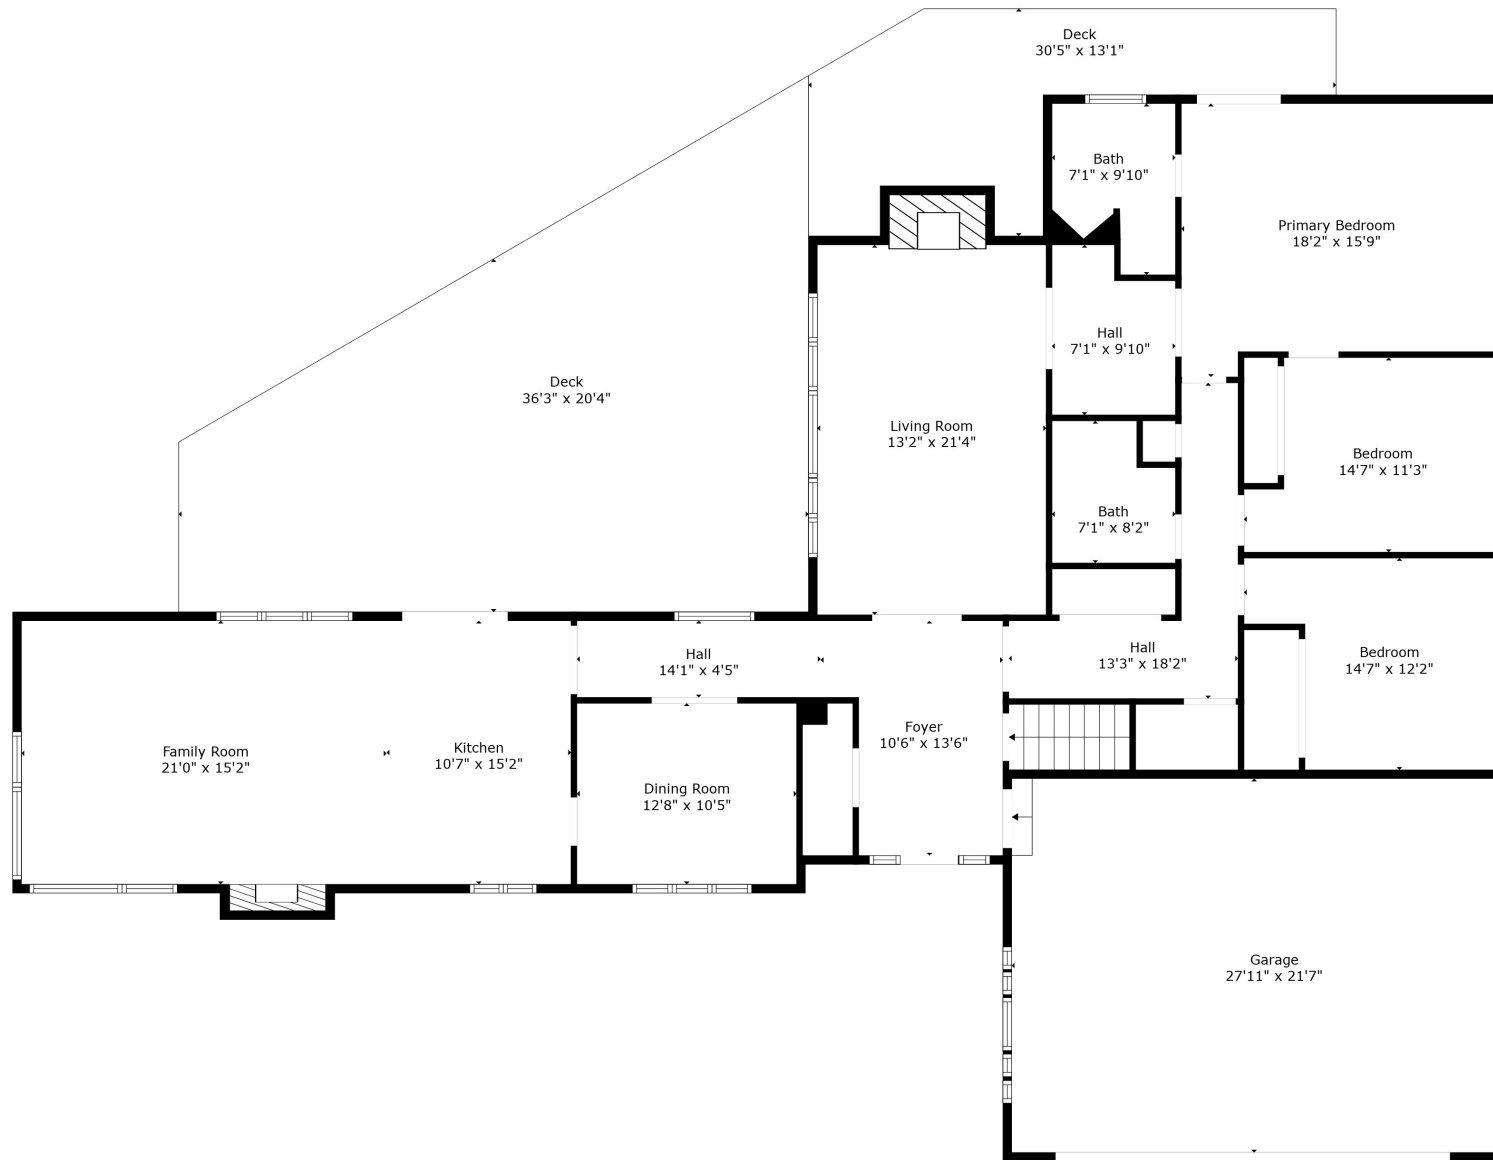 Deck
30'5" x 13'1"
Bath
7'1" x 9'10"
Primary Bedroom
18'2" x 15'9"
Hall
7'1" x 9'10"
Deck
36'3" x 20'4"
Living Room
13'2" x 21'4"
Bedroom
14'7" x 11'3"
Bath
7'1" x 8'2"
Hall
14'1" x 4'5"
Hall
13'3" x 18'2"
Bedroom
14'7" x 12'2"
Foyer
10'6" x 13'6"
Family Room
21'0" x 15'2"
Kitchen
10'7" x 15'2"
Dining Room
12'8" x 10'5"
Garage
27'11" x 21'7"